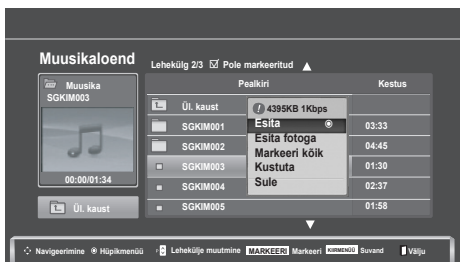 Muusikaloend
Lehekülg 2/3 ☑ Pole markeeritud
Muusika
SGKIM003
00:00/01:34
Ül. kaust
Pealkiri Kestus
Ül. kaust
SGKIM001 03:33
SGKIM002 04:45
SGKIM003 01:30
SGKIM004 02:37
SGKIM005 01:58
4395KB 1Kbps
Esita
Esita fotoga
Markeeri kõik
Kustuta
Sule
Navigeerimine Hüpikmenüü P Lehekülje muutmine MARKEERI Markeeri KIIRMENÜÜ Suvand Välju